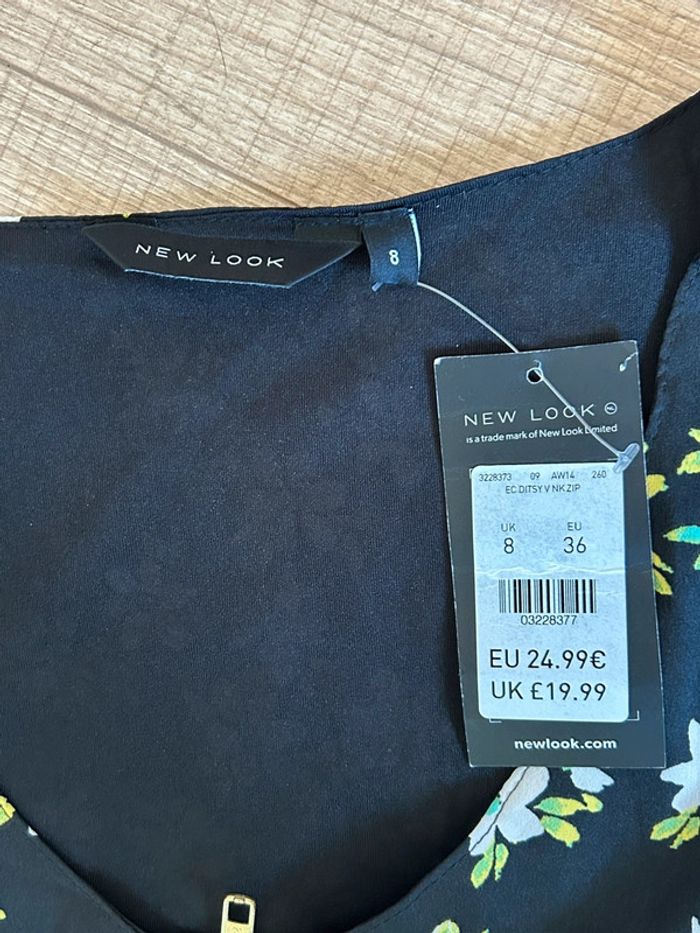 NEW LOOK
8
NEW LOOK NL
is a trade mark of New Look Limited
3228373 09 AW14 260
EC DITSY V NK ZIP
UK EU
8 36
03228377
EU 24.99€
UK £19.99
newlook.com